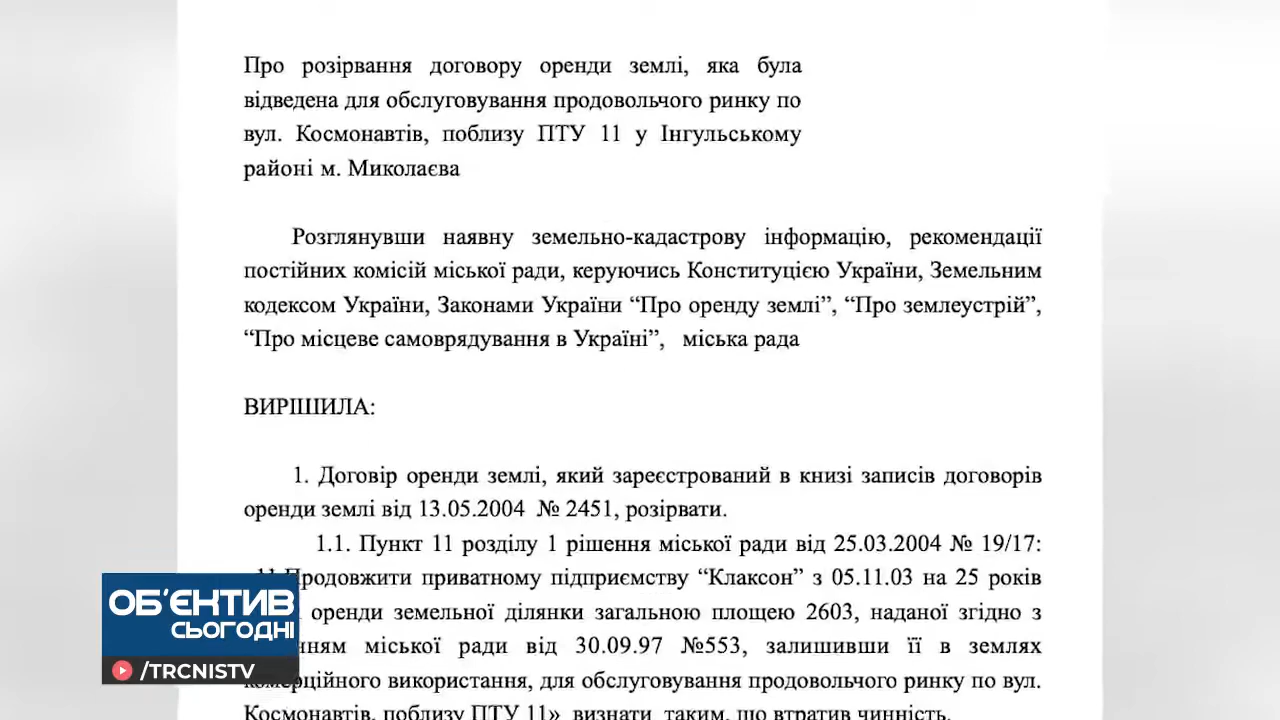 Про розірвання договору оренди землі, яка була
відведена для обслуговування продовольчого ринку по
вул. Космонавтів, поблизу ПТУ 11 у Інгульському
районі м. Миколаєва
Розглянувши наявну земельно-кадастрову інформацію, рекомендації
постійних комісій міської ради, керуючись Конституцією України, Земельним
кодексом України, Законами України “Про оренду землі”, “Про землеустрій”,
“Про місцеве самоврядування в Україні”, міська рада
ВИРІШИЛА:
1. Договір оренди землі, який зареєстрований в книзі записів договорів
оренди землі від 13.05.2004 № 2451, розірвати.
1.1. Пункт 11 розділу 1 рішення міської ради від 25.03.2004 № 19/17:
Продовжити приватному підприємству “Клаксон” з 05.11.03 на 25 років
оренди земельної ділянки загальною площею 2603, наданої згідно з
міської ради від 30.09.97 №553, залишивши її в землях
використання, для обслуговування продовольчого ринку по вул.
Космонавтів, поблизу ПТУ 11» визнати таким, що втратив чинність.
ОБ'ЄКТИВ
СЬОГОДНІ
/TRCNISTV